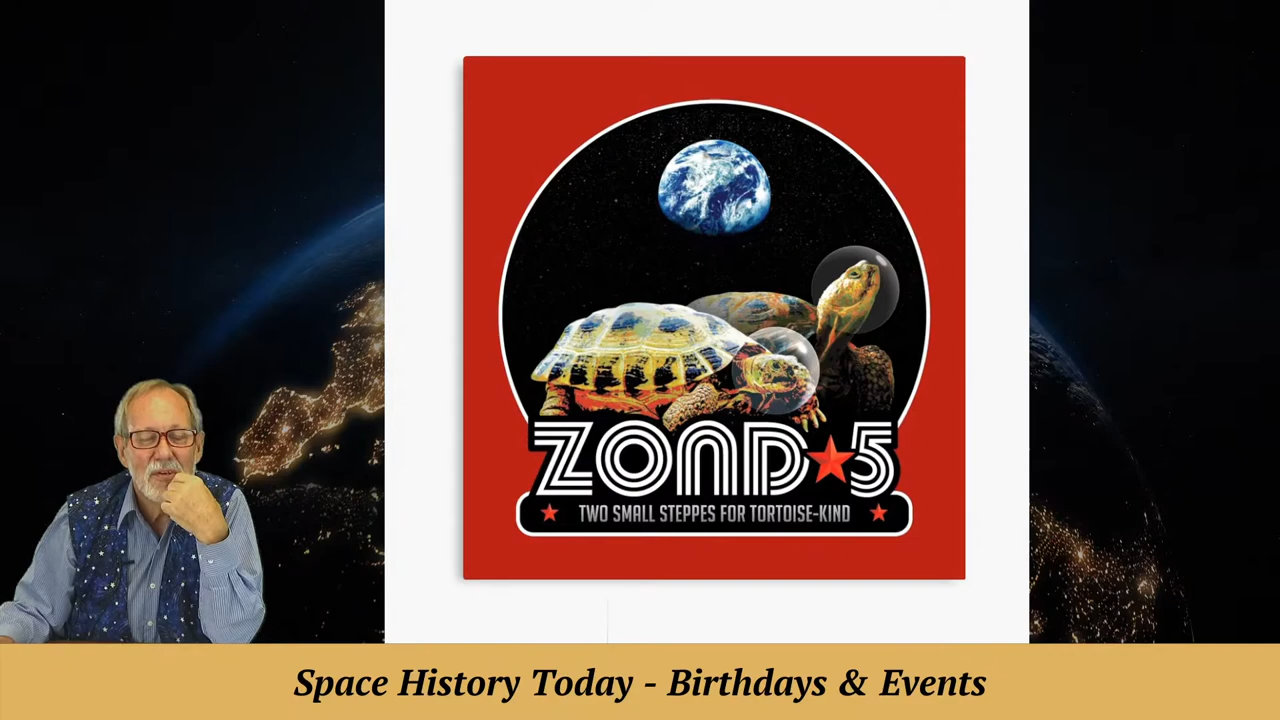 ZOND★5
TWO SMALL STEPPES FOR TORTOISE-KIND
Space History Today - Birthdays & Events